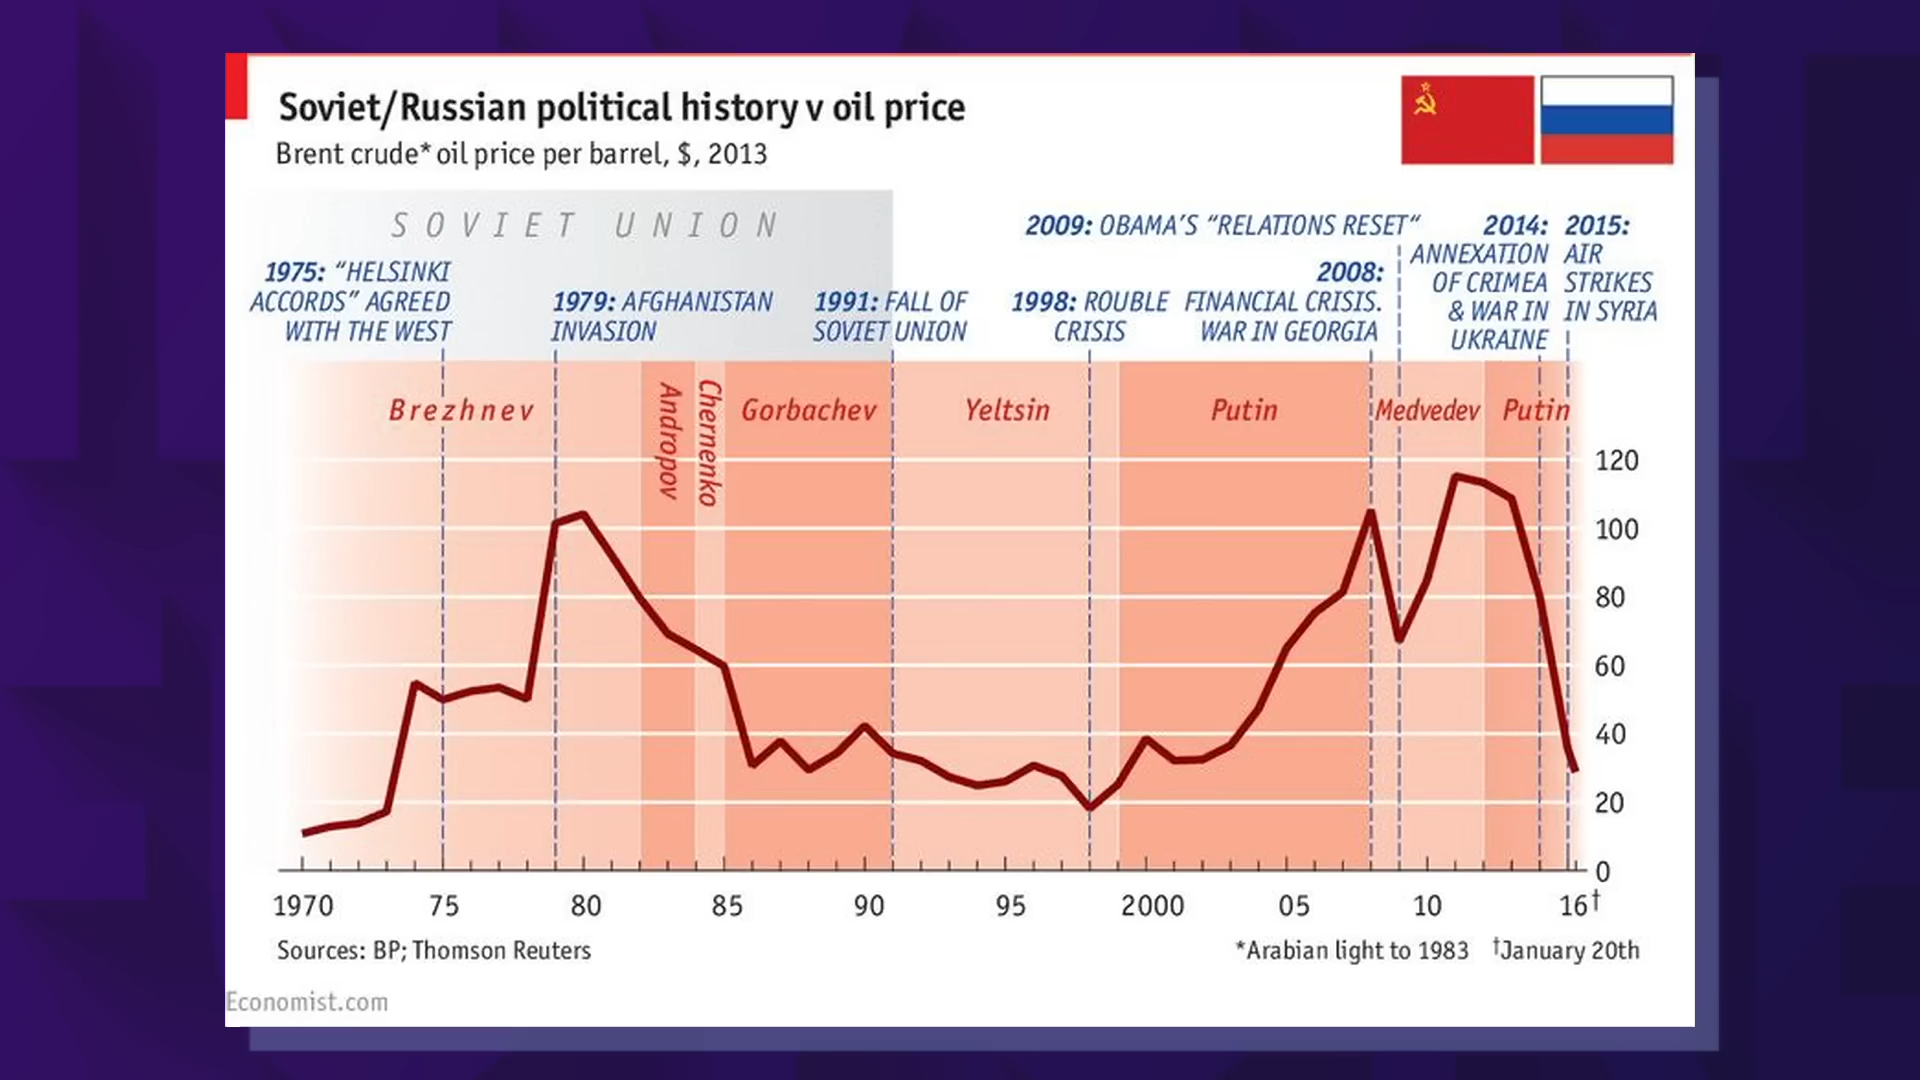 Soviet/Russian political history v oil price
Brent crude* oil price per barrel, $, 2013
SOVIET UNION
1975: “HELSINKI
ACCORDS” AGREED
WITH THE WEST
1979: AFGHANISTAN
INVASION
1991: FALL OF
SOVIET UNION
1998: ROUBLE
CRISIS
2009: OBAMA’S “RELATIONS RESET“
2008:
FINANCIAL CRISIS.
WAR IN GEORGIA
2014:
ANNEXATION
OF CRIMEA
& WAR IN
UKRAINE
2015:
AIR
STRIKES
IN SYRIA
Brezhnev
Andropov
Chernenko
Gorbachev
Yeltsin
Putin
Medvedev
Putin
120
100
80
60
40
20
0
1970 75 80 85 90 95 2000 05 10 16†
Sources: BP; Thomson Reuters
*Arabian light to 1983 †January 20th
Economist.com